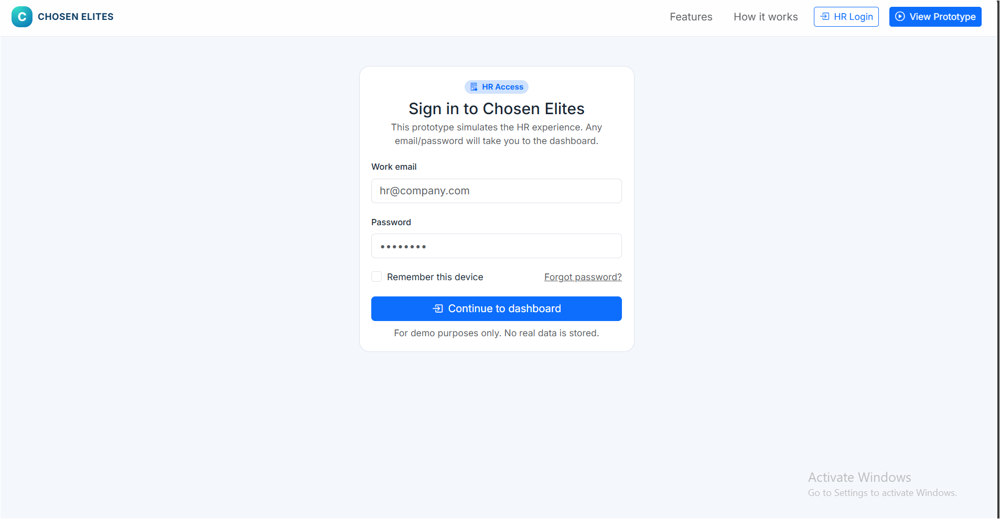 C CHOSEN ELITES
Features
How it works
HR Login
View Prototype
HR Access
Sign in to Chosen Elites
This prototype simulates the HR experience. Any
email/password will take you to the dashboard.
Work email
hr@company.com
Password
••••••••
Remember this device
Forgot password?
Continue to dashboard
For demo purposes only. No real data is stored.
Activate Windows
Go to Settings to activate Windows.